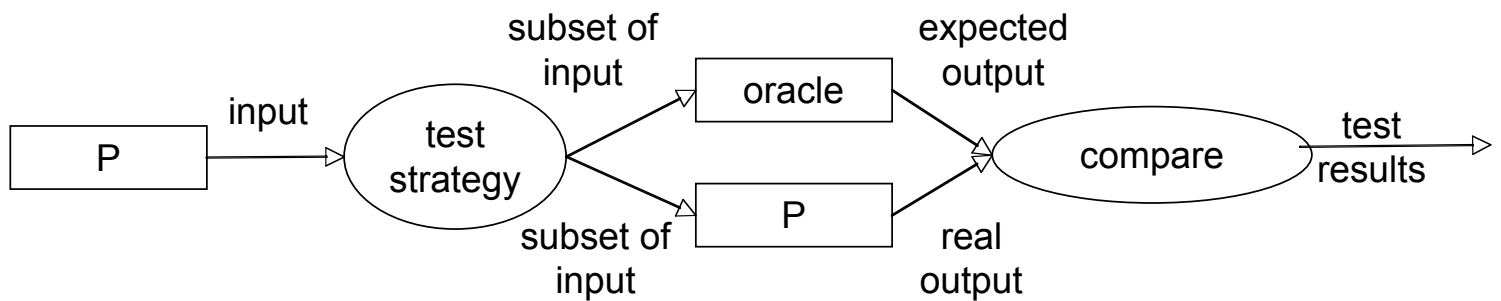 P
input
test
strategy
subset of
input
subset of
input
oracle
P
expected
output
real
output
compare
test
results